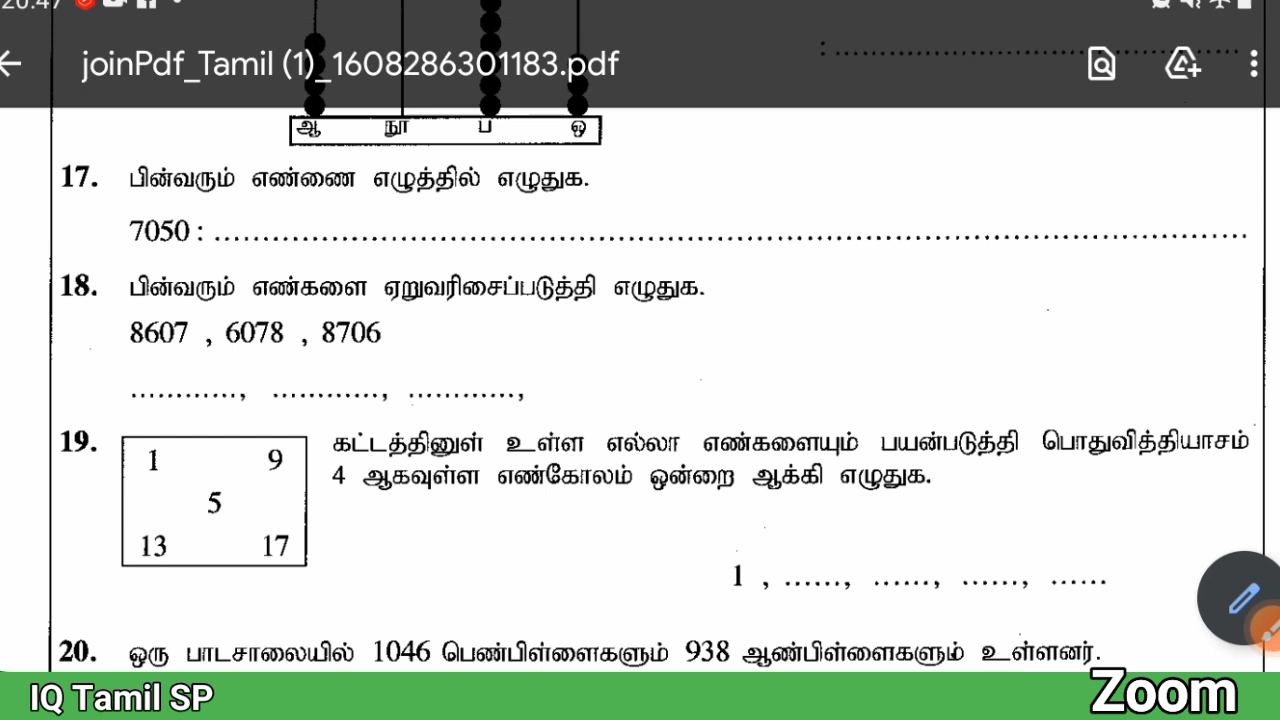 joinPdf_Tamil (1)_1608286301183.pdf
: ........................................
ஆ நூ ப ஒ
17. பின்வரும் எண்ணை எழுத்தில் எழுதுக.
7050 : ........................................................................................................
18. பின்வரும் எண்களை ஏறுவரிசைப்படுத்தி எழுதுக.
8607 , 6078 , 8706
............, ............, ............,
19. கட்டத்தினுள் உள்ள எல்லா எண்களையும் பயன்படுத்தி பொதுவித்தியாசம்
4 ஆகவுள்ள எண்கோலம் ஒன்றை ஆக்கி எழுதுக.
1 9
5
13 17
1 , ......, ......, ......, ......
20. ஒரு பாடசாலையில் 1046 பெண்பிள்ளைகளும் 938 ஆண்பிள்ளைகளும் உள்ளனர்.
IQ Tamil SP
Zoom